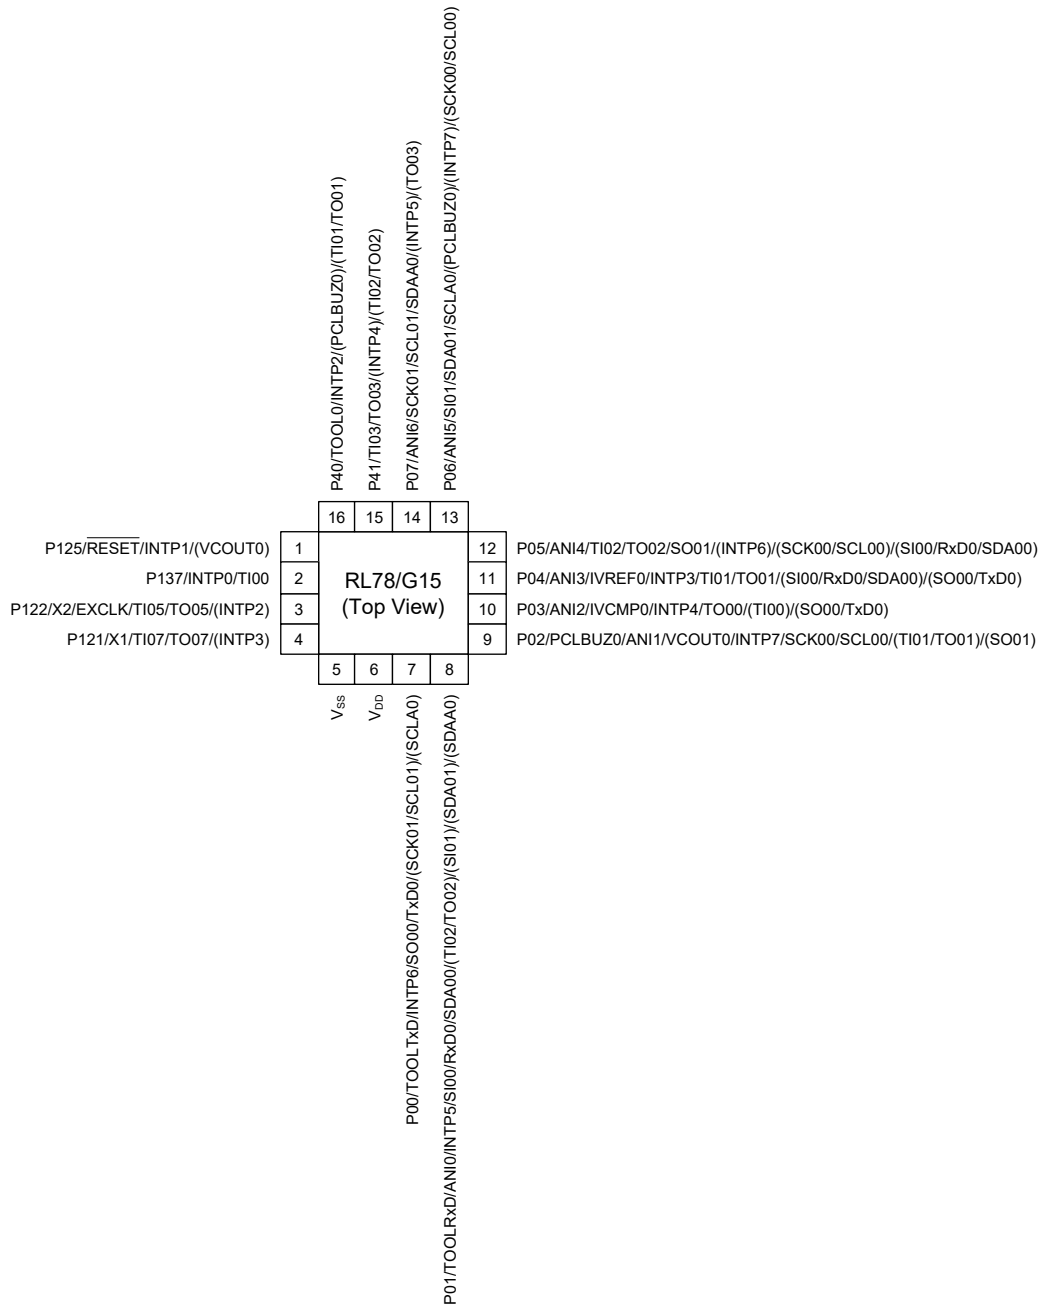 P40/TOOL0/INTP2/(PCLBUZ0)/(TI01/TO01)
P41/TI03/TO03/(INTP4)/(TI02/TO02)
P07/ANI6/SCK01/SCL01/SDAA0/(INTP5)/(TO03)
P06/ANI5/SI01/SDA01/SCLA0/(PCLBUZ0)/(INTP7)/(SCK00/SCL00)
16 15 14 13
P125/RESET/INTP1/(VCOUT0) 1
P137/INTP0/TI00 2
P122/X2/EXCLK/TI05/TO05/(INTP2) 3
P121/X1/TI07/TO07/(INTP3) 4
RL78/G15
(Top View)
12 P05/ANI4/TI02/TO02/SO01/(INTP6)/(SCK00/SCL00)/(SI00/RxD0/SDA00)
11 P04/ANI3/IVREF0/INTP3/TI01/TO01/(SI00/RxD0/SDA00)/(SO00/TxD0)
10 P03/ANI2/IVCMP0/INTP4/TO00/(TI00)/(SO00/TxD0)
9 P02/PCLBUZ0/ANI1/VCOUT0/INTP7/SCK00/SCL00/(TI01/TO01)/(SO01)
5 6 7 8
VSS
VDD
P00/TOOLTxD/INTP6/SO00/TxD0/(SCK01/SCL01)/(SCLA0)
P01/TOOLRxD/ANI0/INTP5/SI00/RxD0/SDA00/(TI02/TO02)/(SI01)/(SDA01)/(SDAA0)